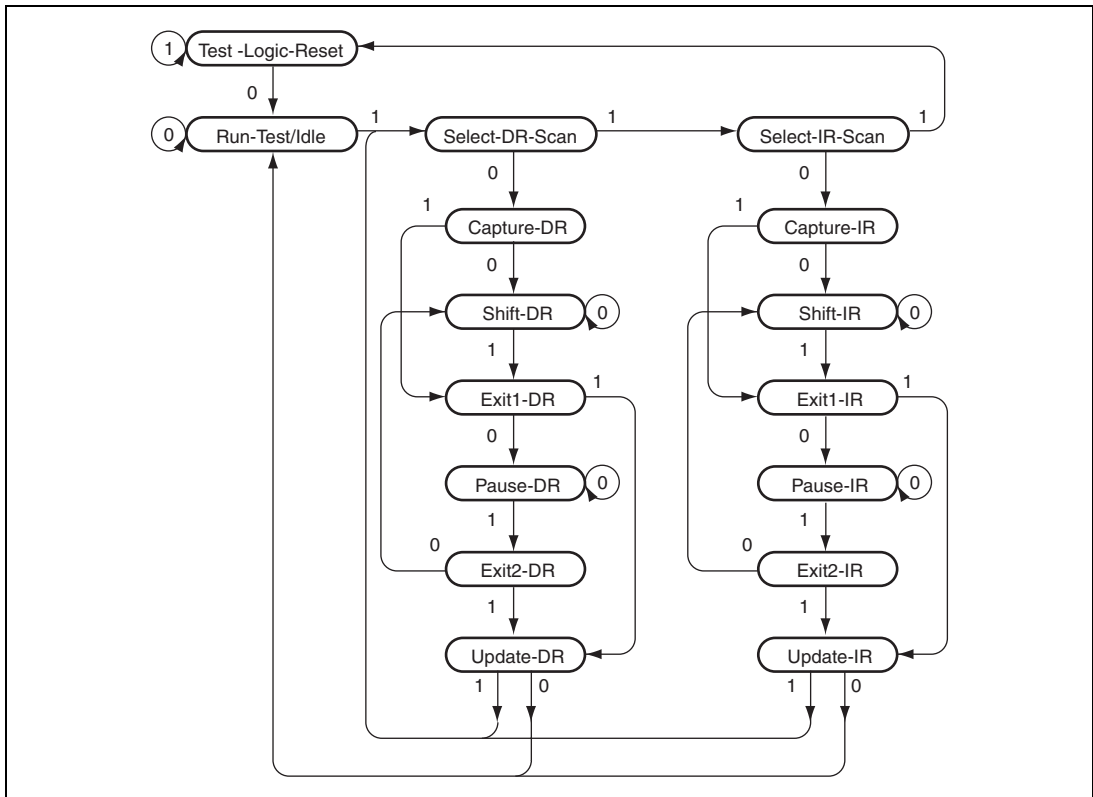 1
Test -Logic-Reset
0
0
Run-Test/Idle
1
Select-DR-Scan
1
Select-IR-Scan
1
0
0
1
Capture-DR
1
Capture-IR
0
0
Shift-DR
0
Shift-IR
0
1
1
Exit1-DR
1
Exit1-IR
1
0
0
Pause-DR
0
Pause-IR
0
1
1
0
Exit2-DR
0
Exit2-IR
1
1
Update-DR
Update-IR
1
0
1
0